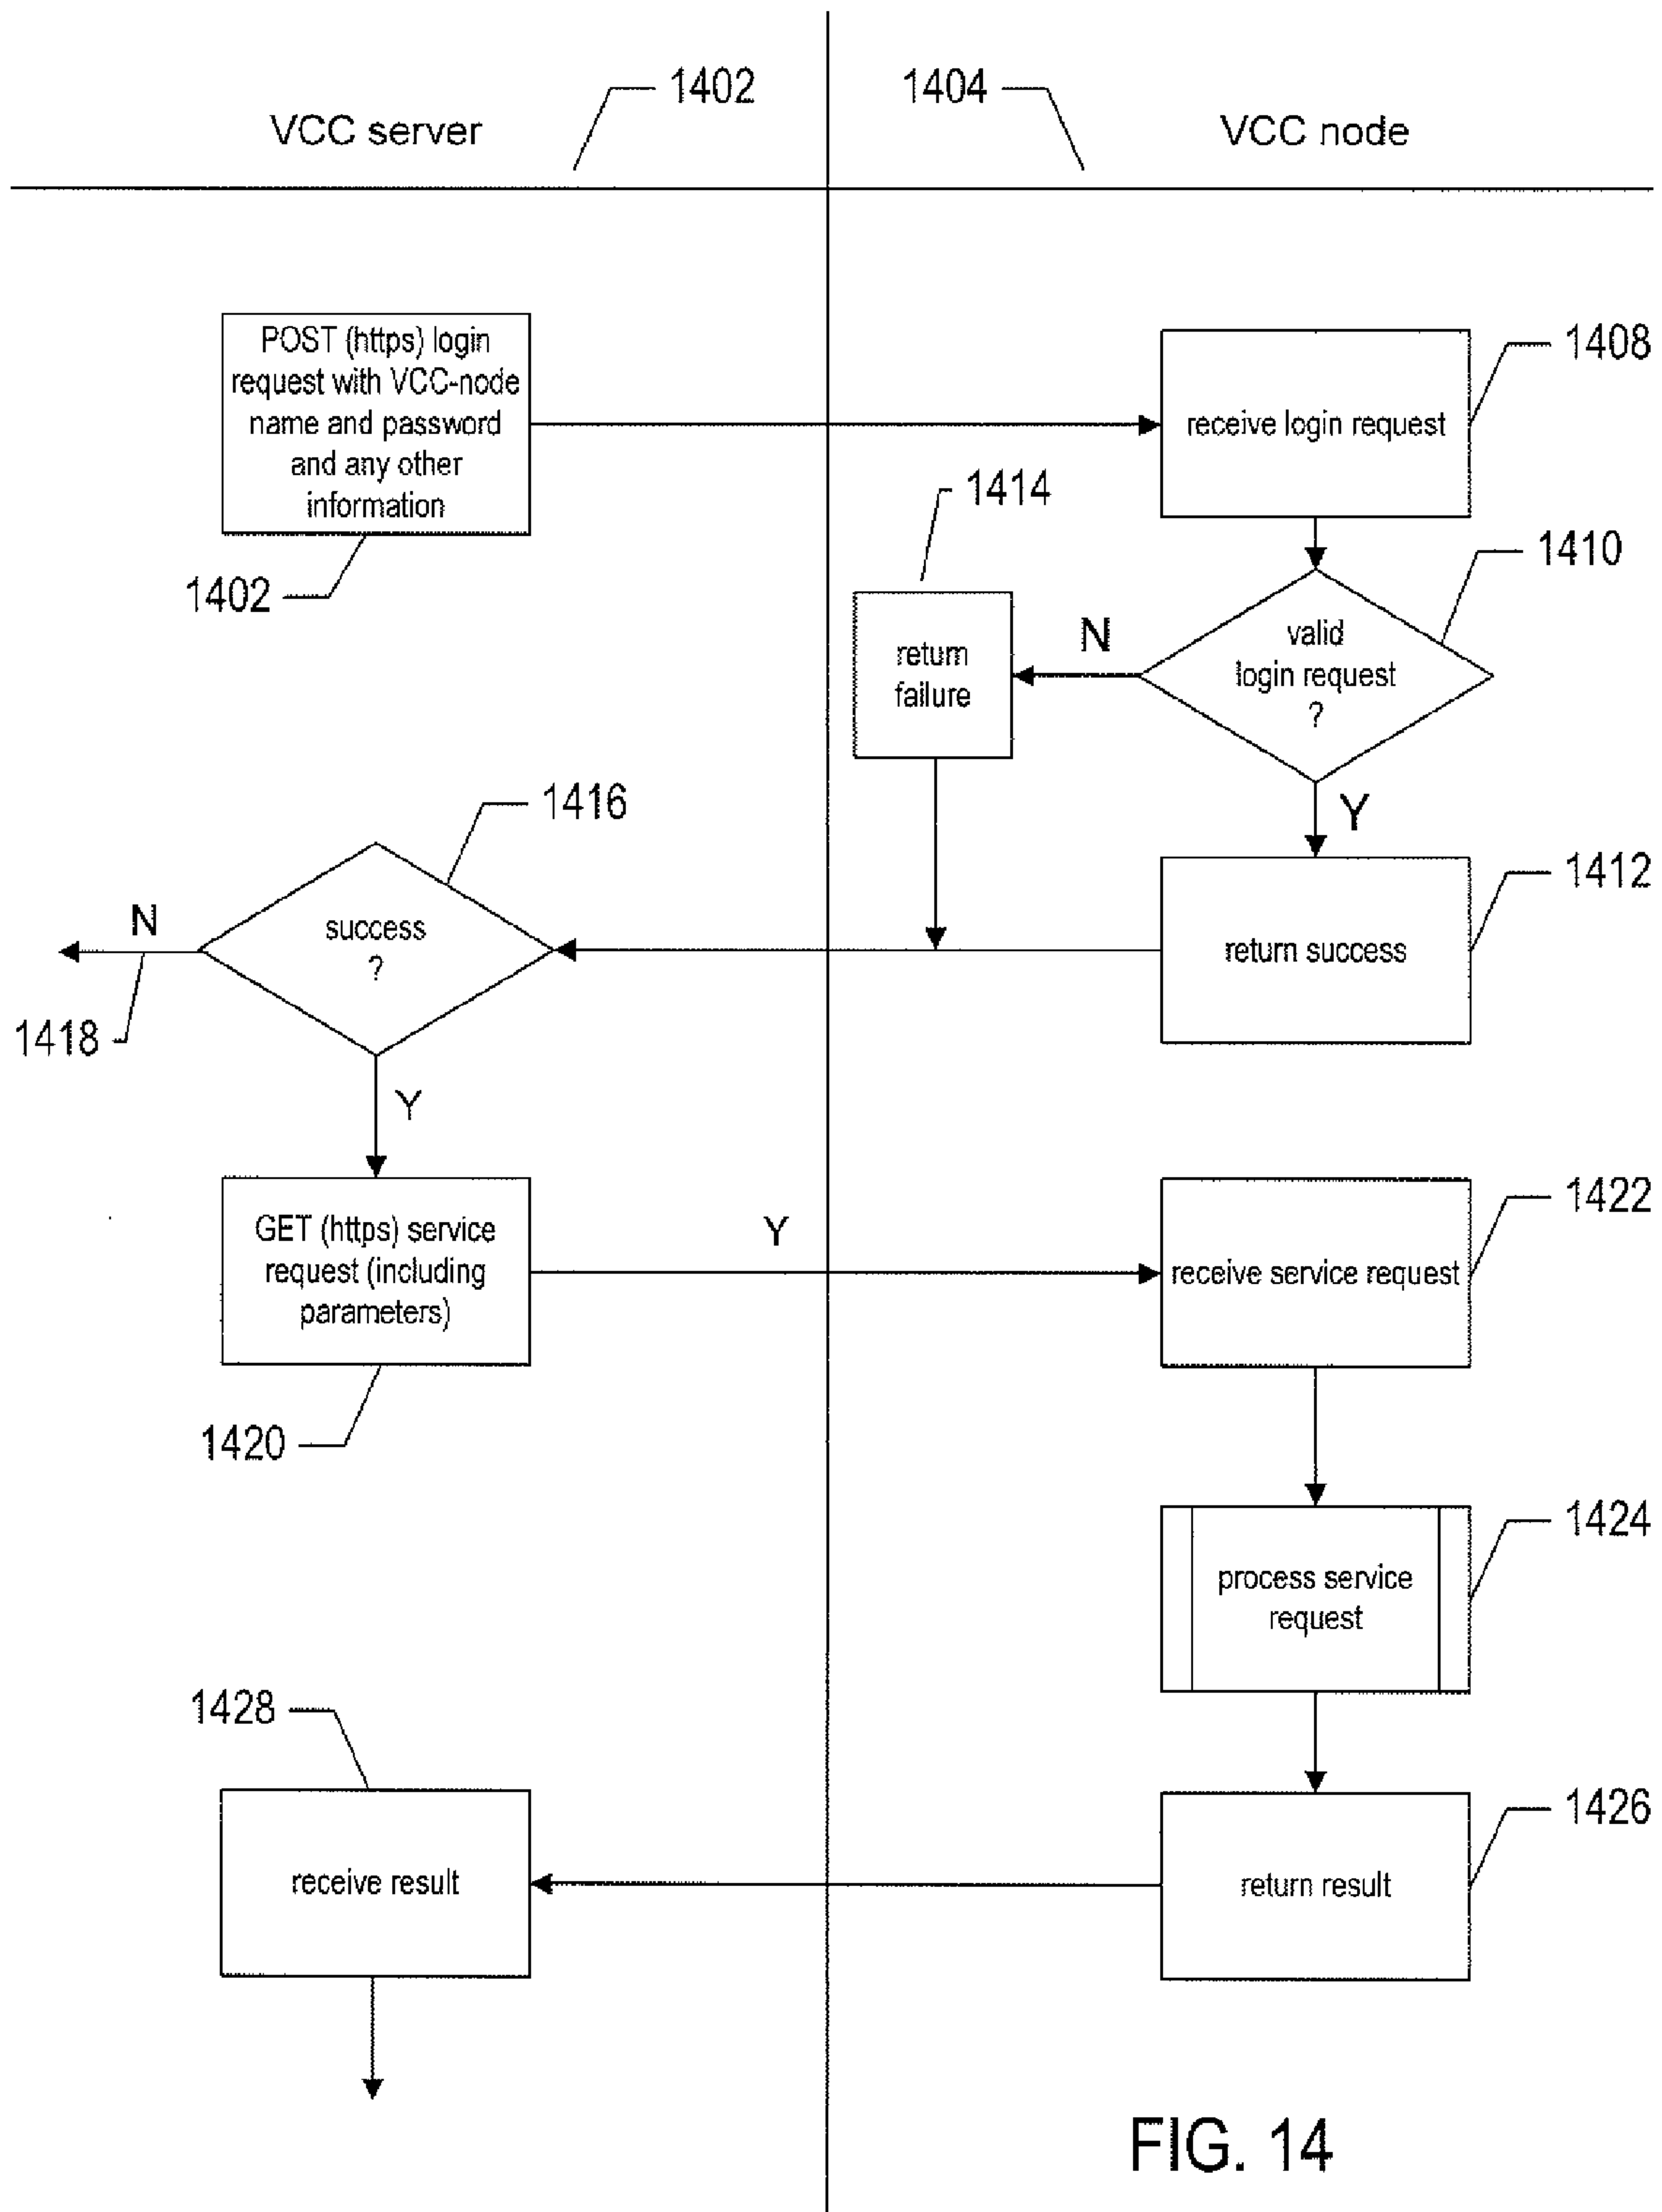 1402
1404
VCC server
VCC node
POST (https) login
request with VCC-node
name and password
and any other
information
1402
receive login request
1408
1414
1410
return
failure
N
valid
login request
?
Y
1416
1412
N
success
?
return success
1418
Y
GET (https) service
request (including
parameters)
Y
receive service request
1422
1420
1424
process service
request
1428
1426
receive result
return result
FIG. 14